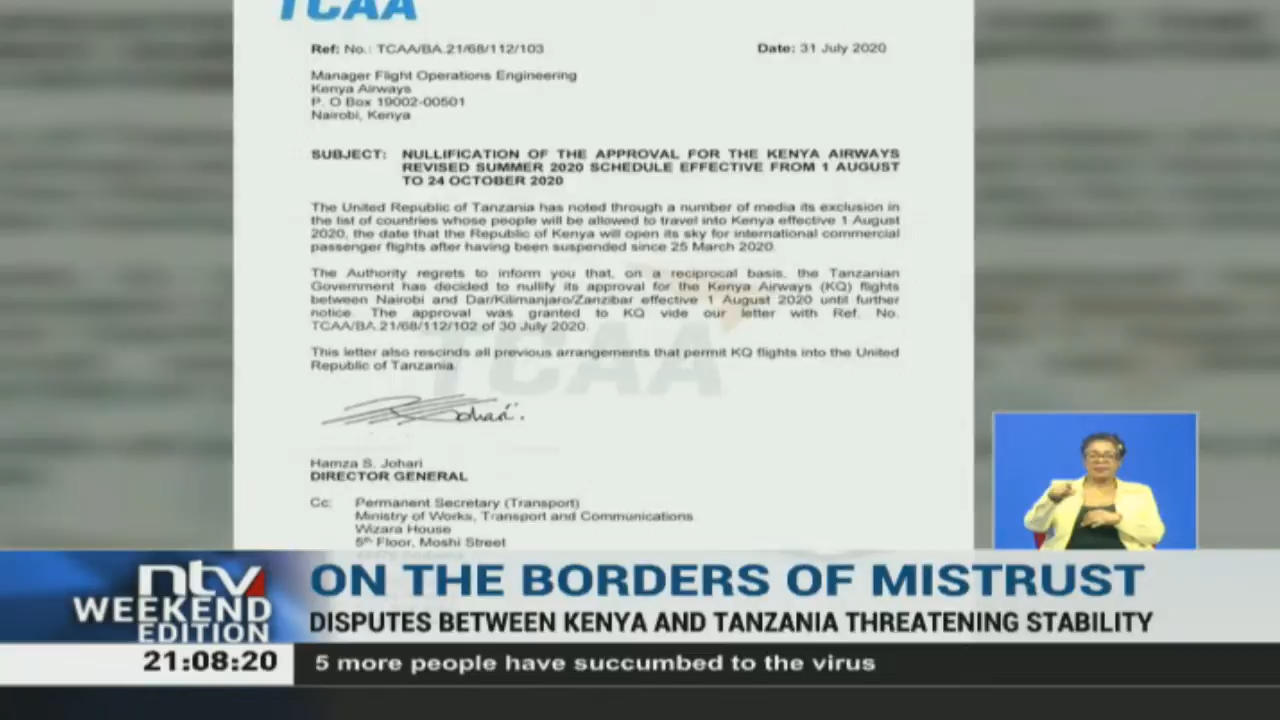 TCAA
Ref: No.: TCAA/BA.21/68/112/103
Date: 31 July 2020
Manager Flight Operations Engineering
Kenya Airways
P. O Box 19002-00501
Nairobi, Kenya
SUBJECT: NULLIFICATION OF THE APPROVAL FOR THE KENYA AIRWAYS
REVISED SUMMER 2020 SCHEDULE EFFECTIVE FROM 1 AUGUST
TO 24 OCTOBER 2020
The United Republic of Tanzania has noted through a number of media its exclusion in
the list of countries whose people will be allowed to travel into Kenya effective 1 August
2020, the date that the Republic of Kenya will open its sky for international commercial
passenger flights after having been suspended since 25 March 2020.
The Authority regrets to inform you that, on a reciprocal basis, the Tanzanian
Government has decided to nullify its approval for the Kenya Airways (KQ) flights
between Nairobi and Dar/Kilimanjaro/Zanzibar effective 1 August 2020 until further
notice. The approval was granted to KQ vide our letter with Ref. No.
TCAA/BA.21/68/112/102 of 30 July 2020.
This letter also rescinds all previous arrangements that permit KQ flights into the United
Republic of Tanzania.
TCAA
Johari
Hamza S. Johari
DIRECTOR GENERAL
Cc: Permanent Secretary (Transport)
Ministry of Works, Transport and Communications
Wizara House
5th Floor, Moshi Street
ntv
WEEKEND
EDITION
ON THE BORDERS OF MISTRUST
DISPUTES BETWEEN KENYA AND TANZANIA THREATENING STABILITY
21:08:20
5 more people have succumbed to the virus